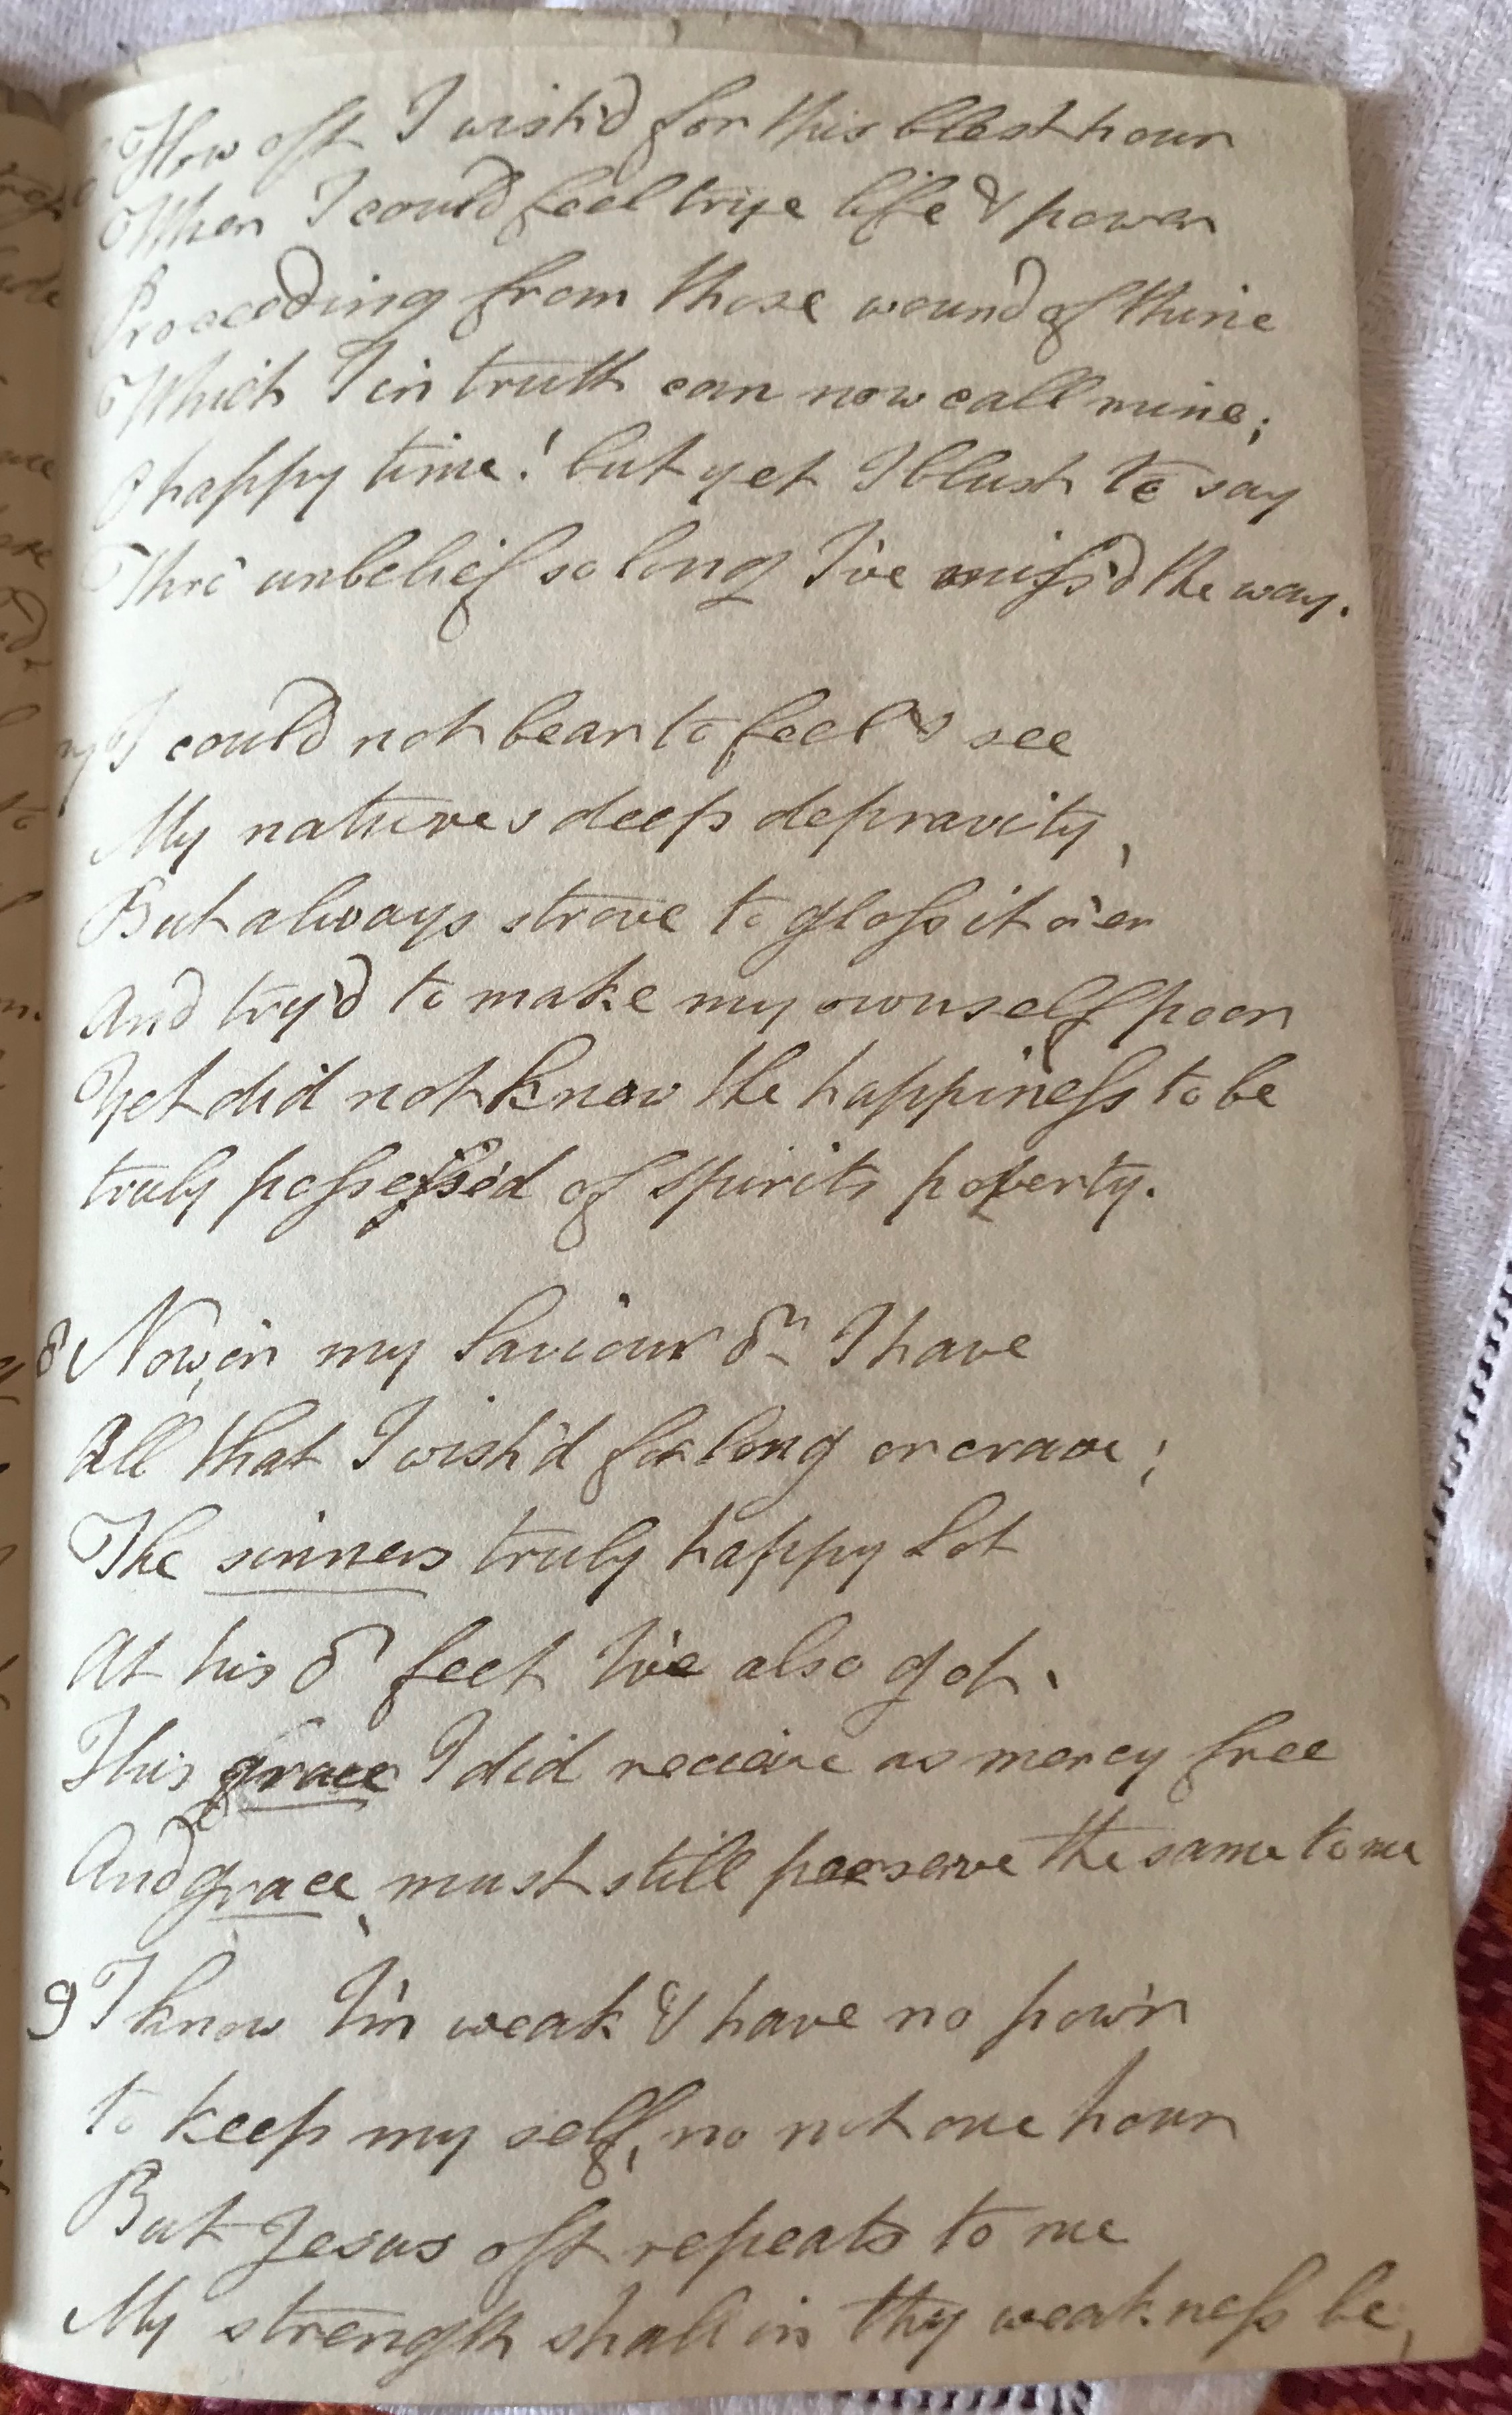 How oft I wish'd for this blest hour
When I could feel true life & power
Proceeding from those wound of thine
Which I in truth can now call mine;
O happy time! but yet I blush to say
Thro' unbelief so long I've miss'd the way.
I could not bear to feel & see
My natures deep depravity,
But always strove to gloss it o'er
And try'd to make my ownself poor
Yet did not know the happiness to be
truly possess'd of spirits poverty.
8 Now, in my Saviour dr I have
All that I wish'd for long or crave;
The sinners truly happy Lot
At his dr feet I've also got.
This grace I did recieve as mercy free
And grace must still perserve the same to me
9 I know I'm weak & have no pow'r
to keep my self, no not one hour
But Jesus oft repeats to me
My strength shall in thy weakness be,